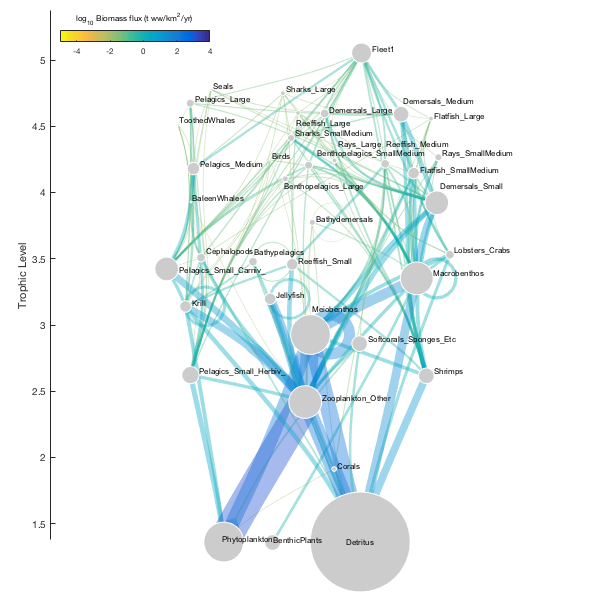 log10 Biomass flux (t ww/km2/yr)
-4 -2 0 2 4
Trophic Level
5
4.5
4
3.5
3
2.5
2
1.5
Fleet1
Seals
Sharks_Large
Pelagics_Large
Demersals_Medium
Demersals_Large
Flatfish_Large
ToothedWhales
Reeffish_Large
Sharks_SmallMedium
Rays_Large
Reeffish_Medium
Birds
Benthopelagics_SmallMedium
Rays_SmallMedium
Pelagics_Medium
Flatfish_SmallMedium
Benthopelagics_Large
Demersals_Small
BaleenWhales
Bathydemersals
Cephalopods
Bathypelagics
Lobsters_Crabs
Reeffish_Small
Pelagics_Small_Carniv_
Macrobenthos
Jellyfish
Krill
Meiobenthos
Softcorals_Sponges_Etc
Pelagics_Small_Herbiv_
Shrimps
Zooplankton_Other
Corals
Phytoplankton
BenthicPlants
Detritus